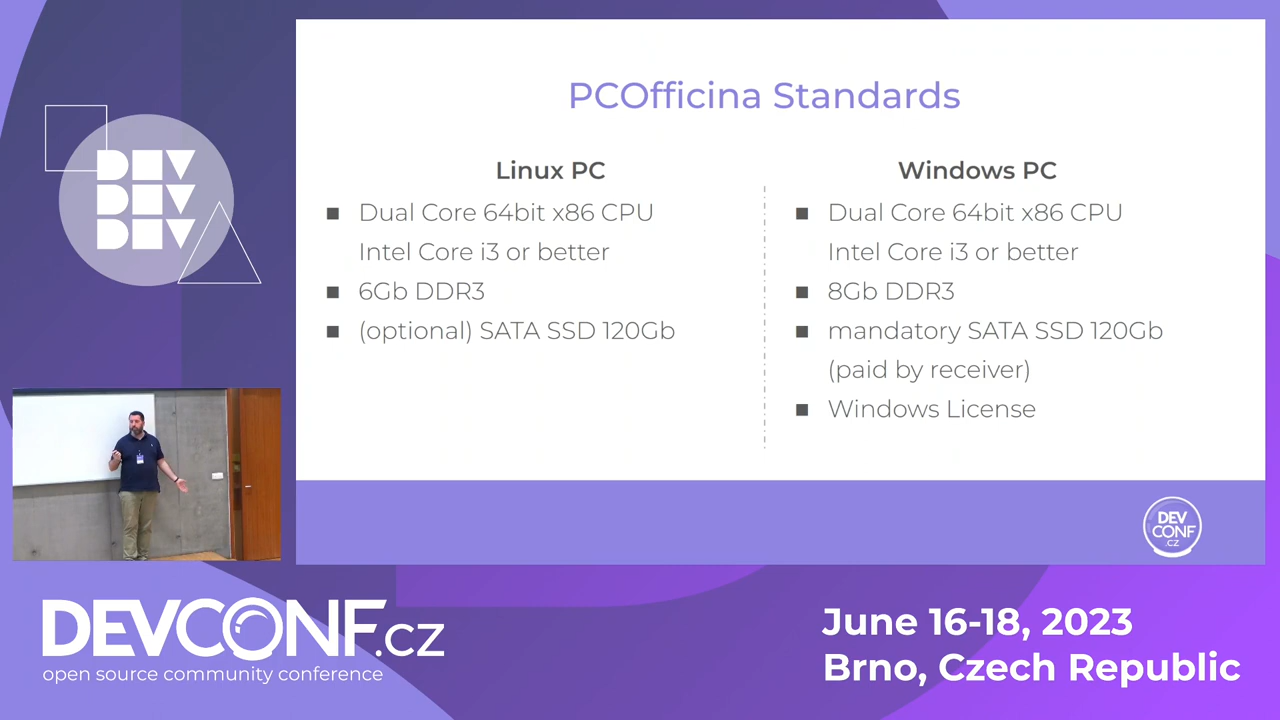 DEV
DEV
DEV
PCOfficina Standards
Linux PC
■ Dual Core 64bit x86 CPU
Intel Core i3 or better
■ 6Gb DDR3
■ (optional) SATA SSD 120Gb
Windows PC
■ Dual Core 64bit x86 CPU
Intel Core i3 or better
■ 8Gb DDR3
■ mandatory SATA SSD 120Gb
(paid by receiver)
■ Windows License
DEV
CONF
.CZ
DEVCONF.cz
open source community conference
June 16-18, 2023
Brno, Czech Republic